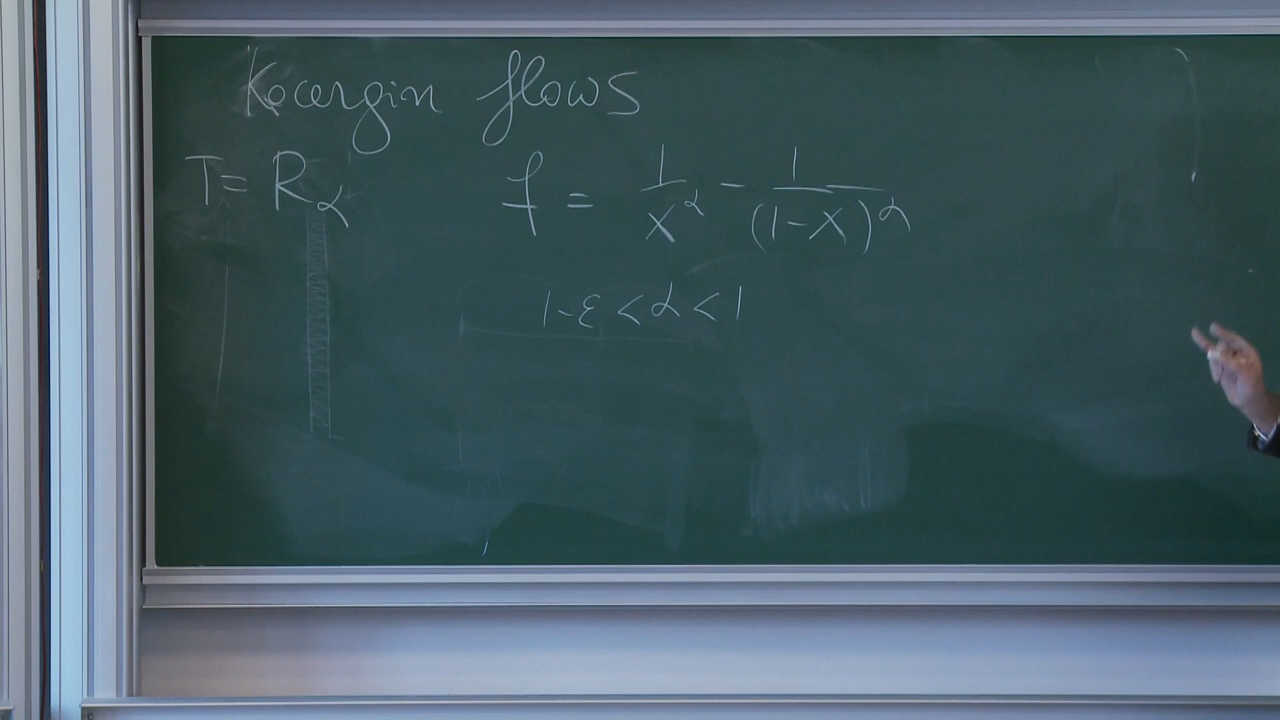 Kocergin flows
T = R_α f = 1/x^α - 1/(1-x)^α
1-ε < α < 1